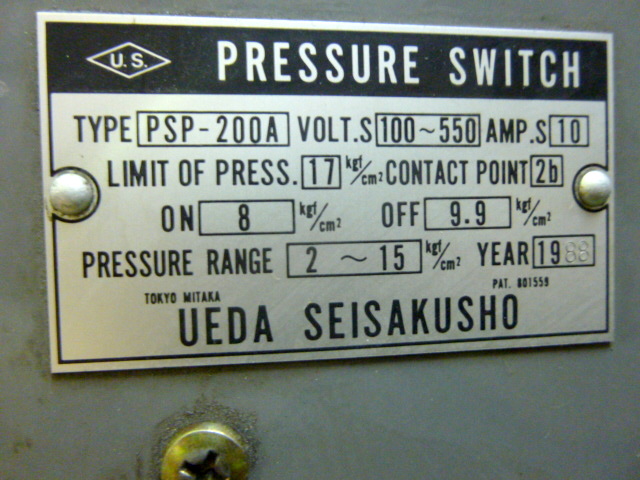 U.S. PRESSURE SWITCH
TYPE PSP-200A VOLT.S 100~550 AMP.S 10
LIMIT OF PRESS. 17 kgf/cm² CONTACT POINT 2b
ON 8 kgf/cm² OFF 9.9 kgf/cm²
PRESSURE RANGE 2 ~ 15 kgf/cm² YEAR 1988
TOKYO MITAKA PAT. 801559
UEDA SEISAKUSHO